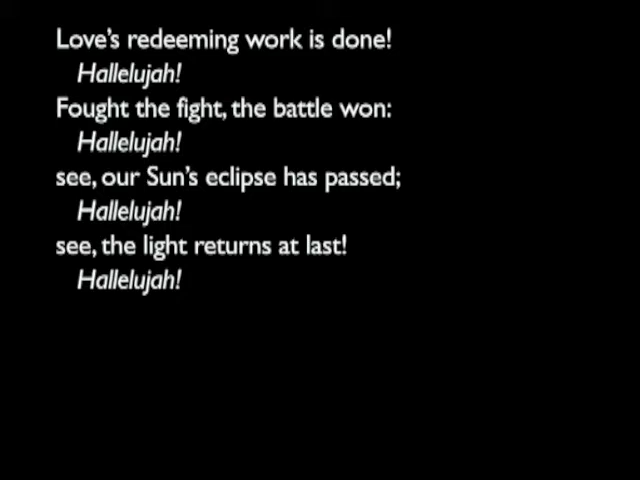 Love's redeeming work is done!
Hallelujah!
Fought the fight, the battle won:
Hallelujah!
see, our Sun's eclipse has passed;
Hallelujah!
see, the light returns at last!
Hallelujah!